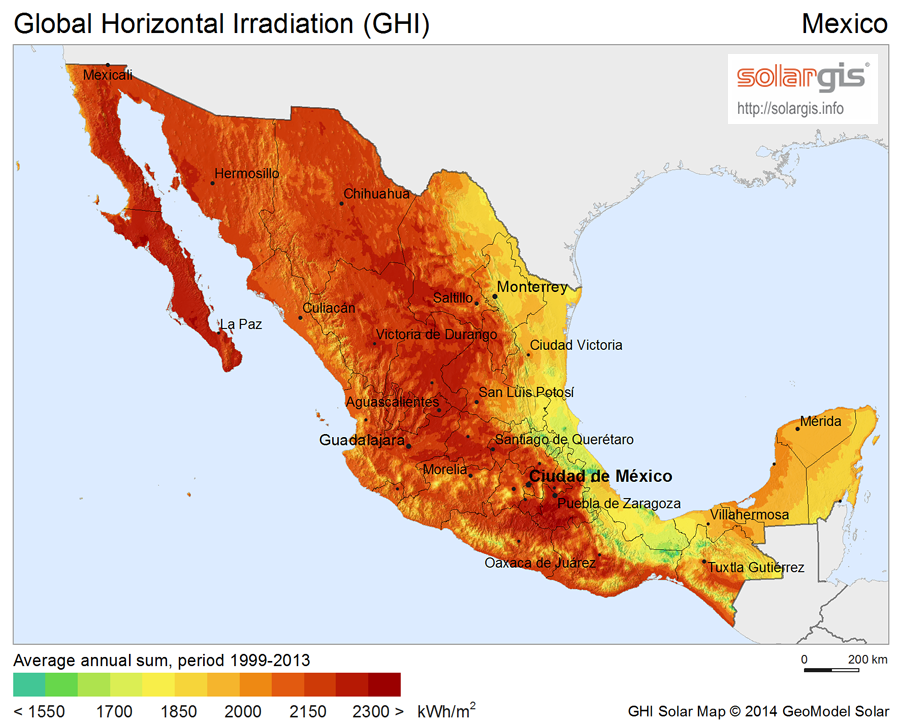 Global Horizontal Irradiation (GHI)
Mexico
solargis
http://solargis.info
Mexicali
Hermosillo
Chihuahua
Monterrey
Saltillo
Culiacán
La Paz
Victoria de Durango
Ciudad Victoria
San Luis Potosí
Aguascalientes
Mérida
Guadalajara
Santiago de Querétaro
Morelia
Ciudad de México
Puebla de Zaragoza
Villahermosa
Oaxaca de Juárez
Tuxtla Gutiérrez
Average annual sum, period 1999-2013
0 200 km
< 1550 1700 1850 2000 2150 2300 > kWh/m²
GHI Solar Map © 2014 GeoModel Solar